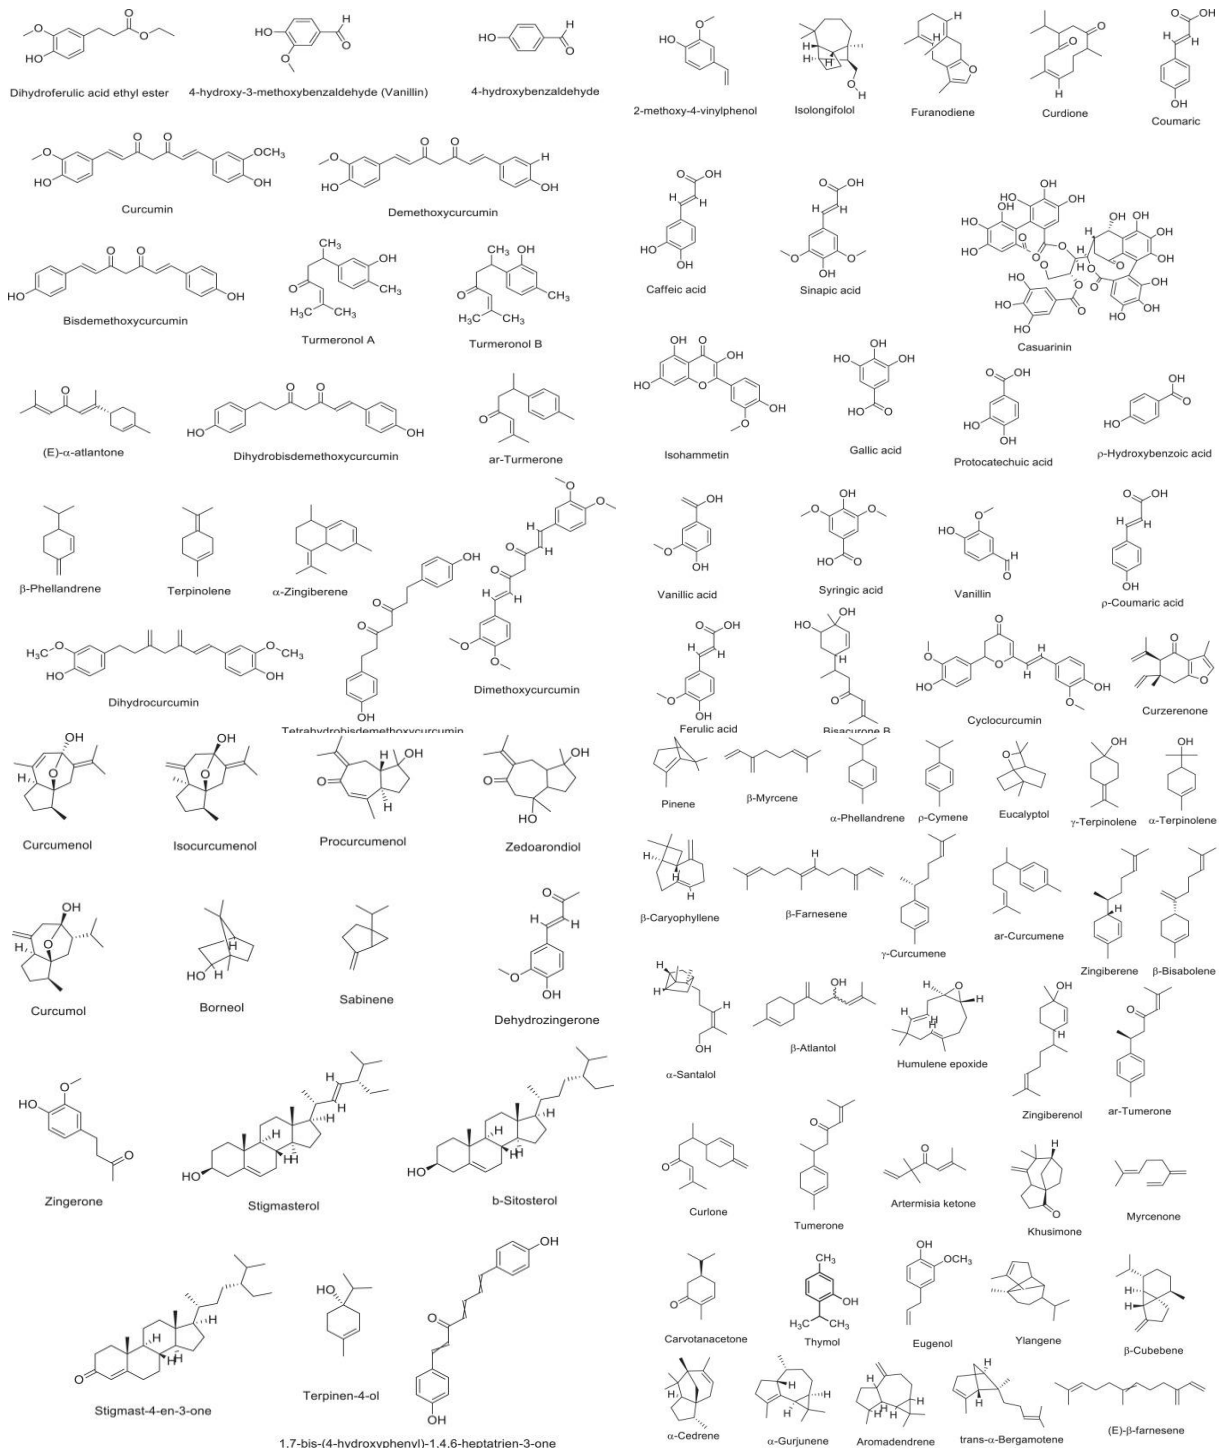 Dihydroferulic acid ethyl ester
4-hydroxy-3-methoxybenzaldehyde (Vanillin)
4-hydroxybenzaldehyde
Curcumin
Demethoxycurcumin
Bisdemethoxycurcumin
Turmeronol A
Turmeronol B
(E)-α-atlantone
Dihydrobisdemethoxycurcumin
ar-Turmerone
β-Phellandrene
Terpinolene
α-Zingiberene
Dihydrocurcumin
Tetrahydrobisdemethoxycurcumin
Dimethoxycurcumin
Curcumenol
Isocurcumenol
Procurcumenol
Zedoarondiol
Curcumol
Borneol
Sabinene
Dehydrozingerone
Zingerone
Stigmasterol
b-Sitosterol
Stigmast-4-en-3-one
Terpinen-4-ol
1,7-bis-(4-hydroxyphenyl)-1,4,6-heptatrien-3-one
2-methoxy-4-vinylphenol
Isolongifolol
Furanodiene
Curdione
Coumaric
Caffeic acid
Sinapic acid
Casuarinin
Isohammetin
Gallic acid
Protocatechuic acid
ρ-Hydroxybenzoic acid
Vanillic acid
Syringic acid
Vanillin
ρ-Coumaric acid
Ferulic acid
Bisacurone B
Cyclocurcumin
Curzerenone
Pinene
β-Myrcene
α-Phellandrene
ρ-Cymene
Eucalyptol
γ-Terpinolene
α-Terpinolene
β-Caryophyllene
β-Farnesene
γ-Curcumene
ar-Curcumene
Zingiberene
β-Bisabolene
α-Santalol
β-Atlantol
Humulene epoxide
Zingiberenol
ar-Tumerone
Curlone
Tumerone
Artermisia ketone
Khusimone
Myrcenone
Carvotanacetone
Thymol
Eugenol
Ylangene
β-Cubebene
α-Cedrene
α-Gurjunene
Aromadendrene
trans-α-Bergamotene
(E)-β-farnesene